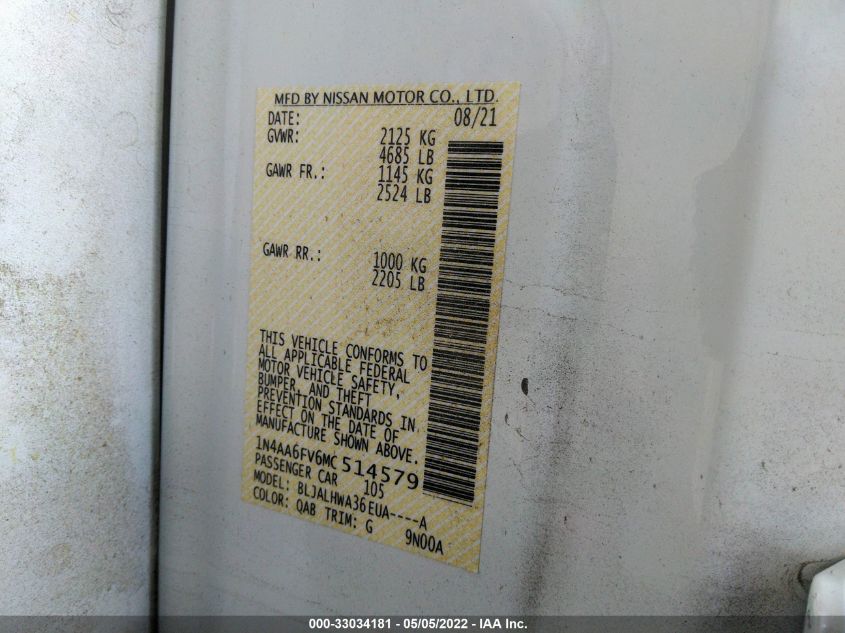 MFD BY NISSAN MOTOR CO., LTD.
DATE: 08/21
GVWR: 2125 KG
4685 LB
GAWR FR.: 1145 KG
2524 LB
GAWR RR.: 1000 KG
2205 LB
THIS VEHICLE CONFORMS TO
ALL APPLICABLE FEDERAL
MOTOR VEHICLE SAFETY,
BUMPER, AND THEFT
PREVENTION STANDARDS IN
EFFECT ON THE DATE OF
MANUFACTURE SHOWN ABOVE.
1N4AA6FV6MC514579
PASSENGER CAR 105
MODEL: BLJALHWA36EUA----A
COLOR: QAB TRIM: G 9N00A
000-33034181 - 05/05/2022 - IAA Inc.